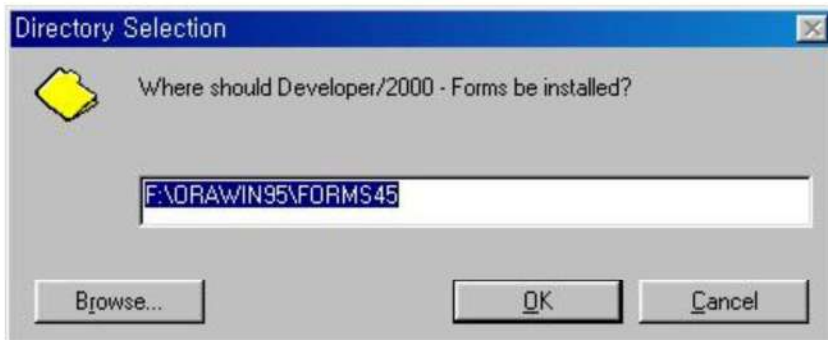 Directory Selection
Where should Developer/2000 - Forms be installed?
F:\ORAWIN95\FORMS45
Browse...
OK
Cancel